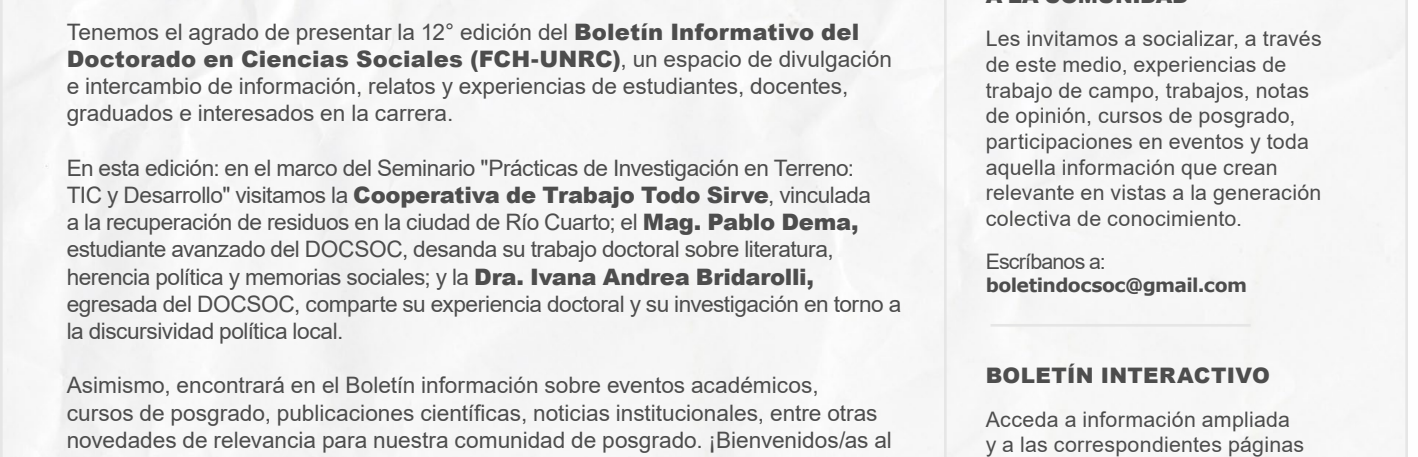 Tenemos el agrado de presentar la 12° edición del Boletín Informativo del
Doctorado en Ciencias Sociales (FCH-UNRC), un espacio de divulgación
e intercambio de información, relatos y experiencias de estudiantes, docentes,
graduados e interesados en la carrera.
En esta edición: en el marco del Seminario "Prácticas de Investigación en Terreno:
TIC y Desarrollo" visitamos la Cooperativa de Trabajo Todo Sirve, vinculada
a la recuperación de residuos en la ciudad de Río Cuarto; el Mag. Pablo Dema,
estudiante avanzado del DOCSOC, desanda su trabajo doctoral sobre literatura,
herencia política y memorias sociales; y la Dra. Ivana Andrea Bridarolli,
egresada del DOCSOC, comparte su experiencia doctoral y su investigación en torno a
la discursividad política local.
Asimismo, encontrará en el Boletín información sobre eventos académicos,
cursos de posgrado, publicaciones científicas, noticias institucionales, entre otras
novedades de relevancia para nuestra comunidad de posgrado. ¡Bienvenidos/as al
A LA COMUNIDAD
Les invitamos a socializar, a través
de este medio, experiencias de
trabajo de campo, trabajos, notas
de opinión, cursos de posgrado,
participaciones en eventos y toda
aquella información que crean
relevante en vistas a la generación
colectiva de conocimiento.
Escríbanos a:
boletindocsoc@gmail.com
BOLETÍN INTERACTIVO
Acceda a información ampliada
y a las correspondientes páginas